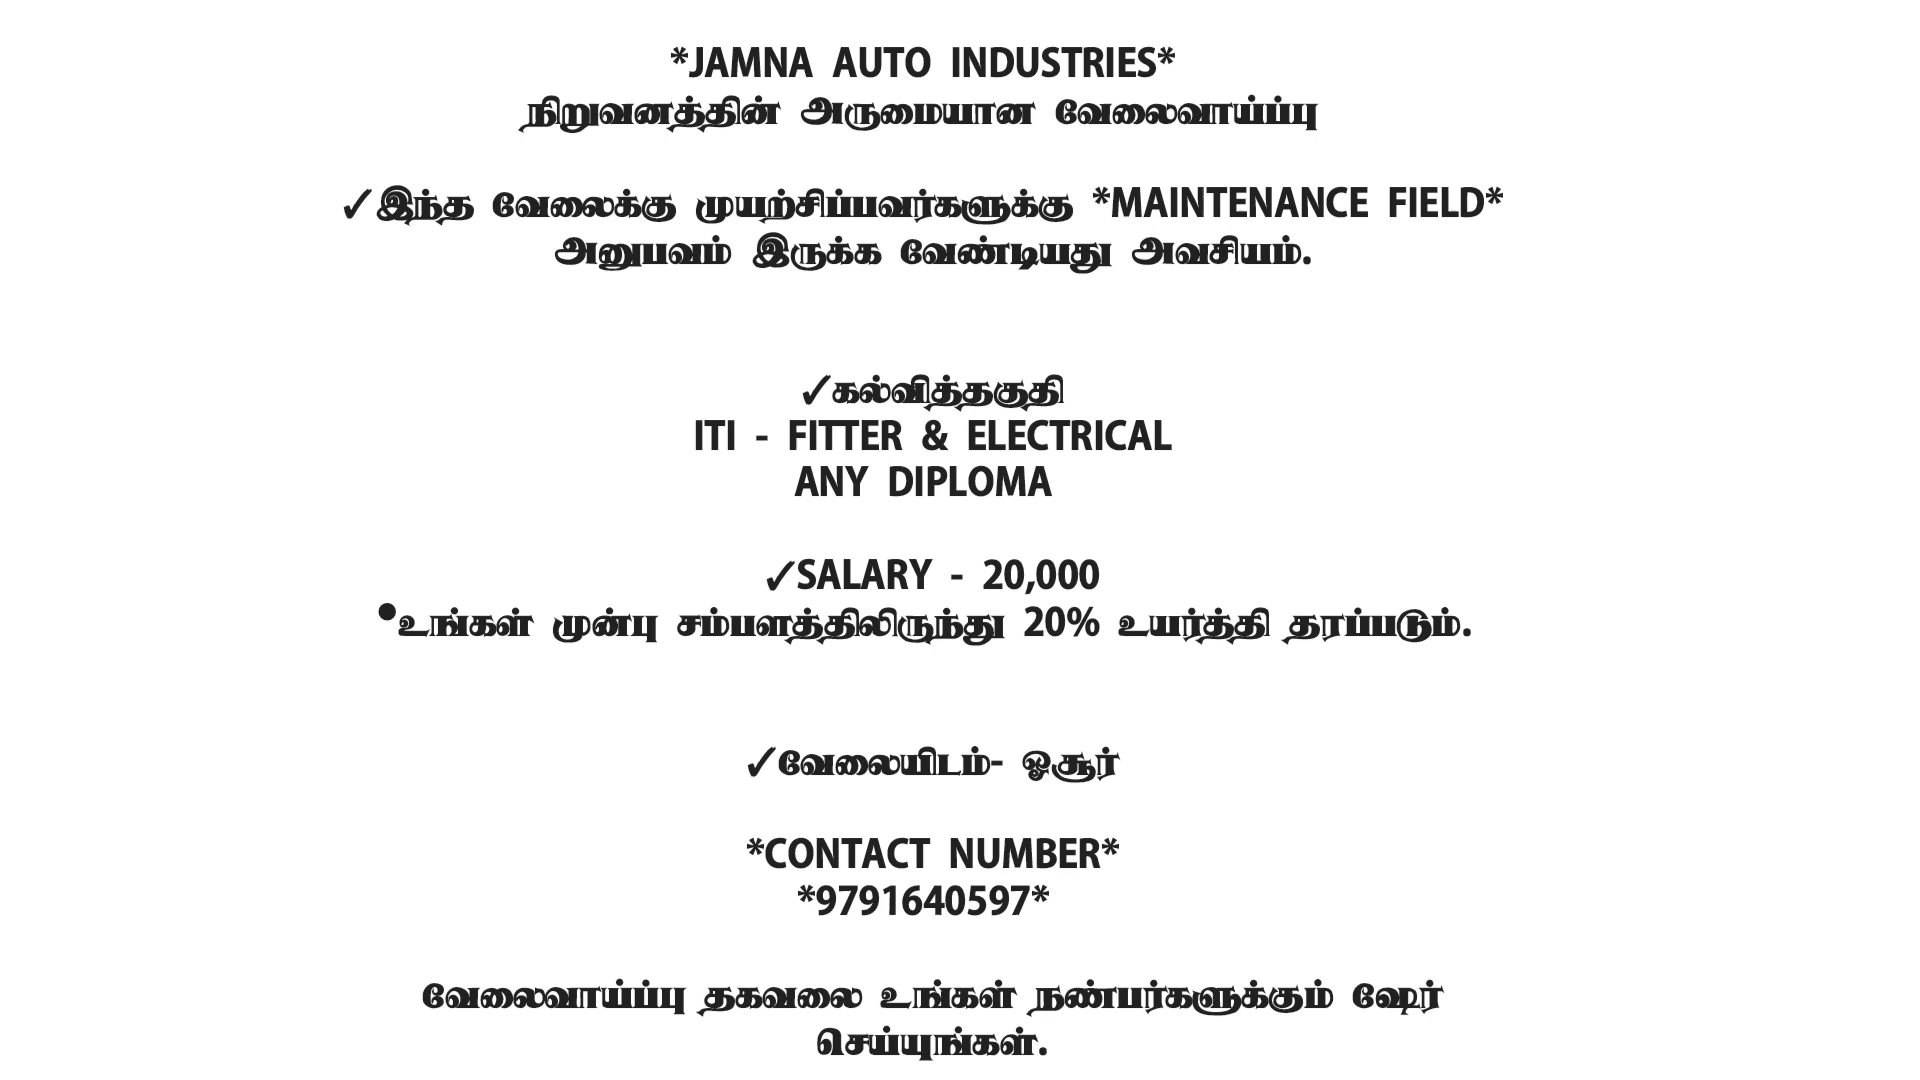 *JAMNA AUTO INDUSTRIES*
நிறுவனத்தின் அருமையான வேலைவாய்ப்பு
✓இந்த வேலைக்கு முயற்சிப்பவர்களுக்கு *MAINTENANCE FIELD*
அனுபவம் இருக்க வேண்டியது அவசியம்.
✓கல்வித்தகுதி
ITI - FITTER & ELECTRICAL
ANY DIPLOMA
✓SALARY - 20,000
•உங்கள் முன்பு சம்பளத்திலிருந்து 20% உயர்த்தி தரப்படும்.
✓வேலையிடம்- ஓசூர்
*CONTACT NUMBER*
*9791640597*
வேலைவாய்ப்பு தகவலை உங்கள் நண்பர்களுக்கும் ஷேர்
செய்யுங்கள்.